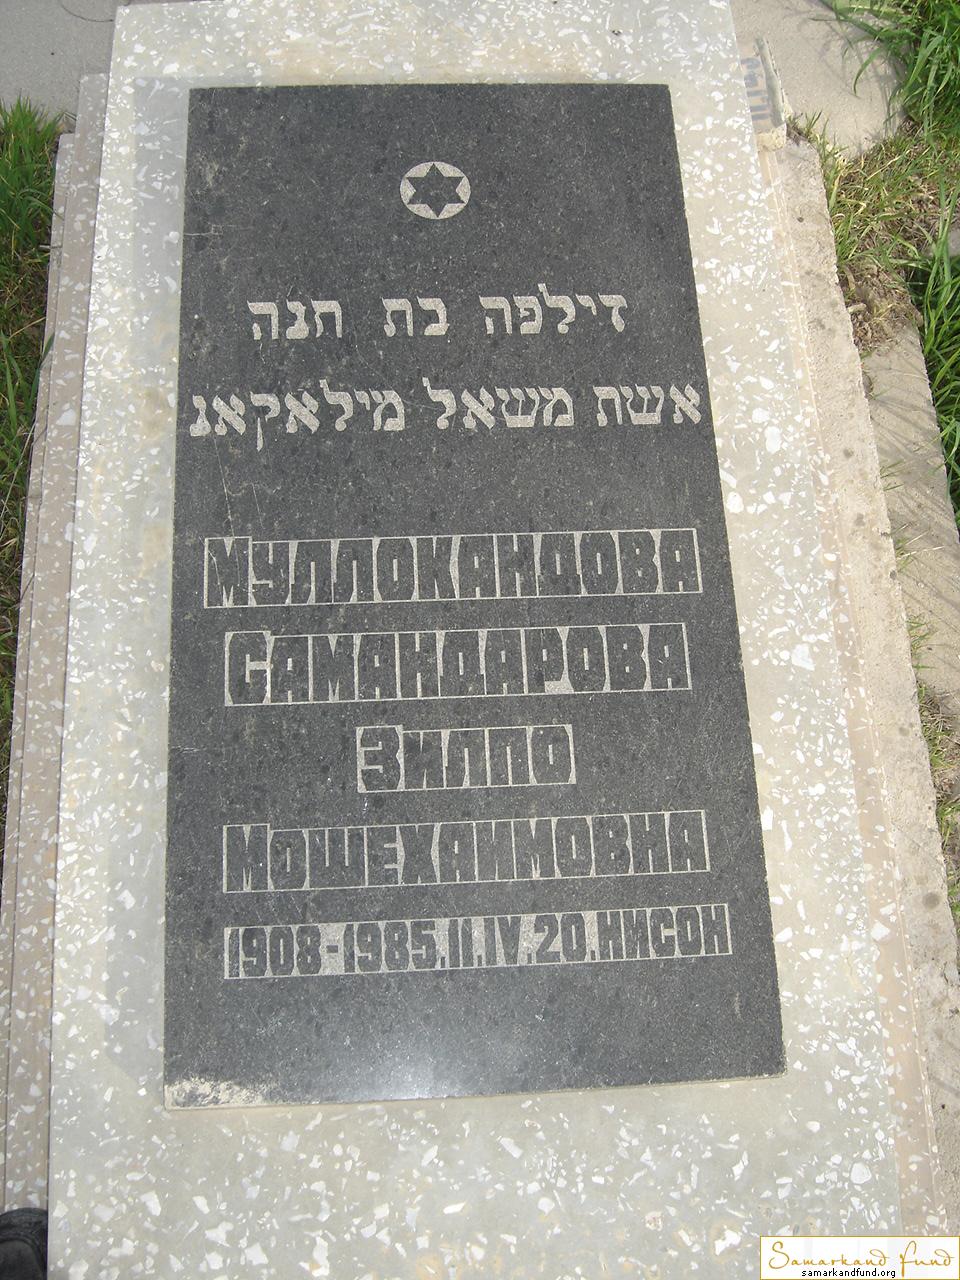 זילפה בת חנה
אשת משאל מילאקאנ
МУЛЛОКАНДОВА
САМАНДАРОВА
ЗИЛПО
МОШЕХАИМОВНА
1908-1985.11.IV.20.НИСОН
Samarkand fund
samarkandfund.org